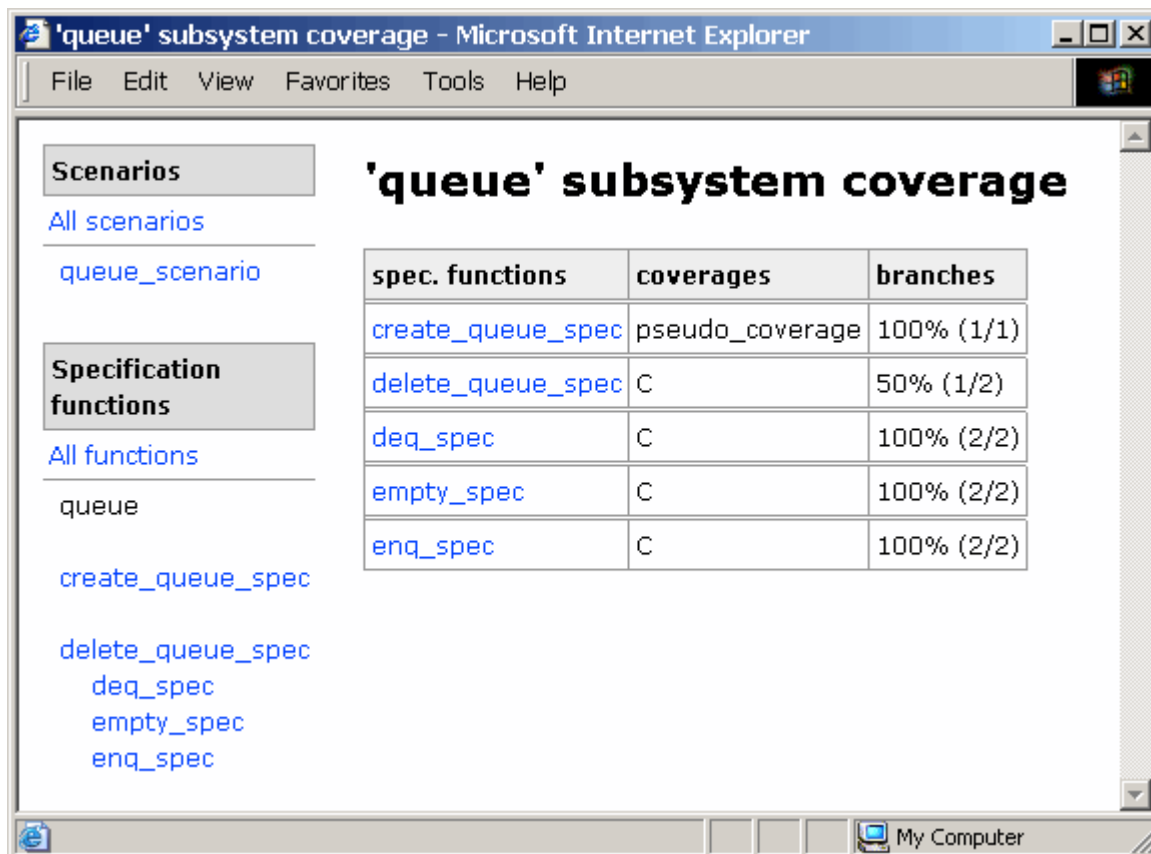 'queue' subsystem coverage - Microsoft Internet Explorer
File Edit View Favorites Tools Help
Scenarios
All scenarios
queue_scenario
Specification
functions
All functions
queue
create_queue_spec
delete_queue_spec
deq_spec
empty_spec
enq_spec
'queue' subsystem coverage
spec. functions coverages branches
create_queue_spec pseudo_coverage 100% (1/1)
delete_queue_spec C 50% (1/2)
deq_spec C 100% (2/2)
empty_spec C 100% (2/2)
enq_spec C 100% (2/2)
My Computer